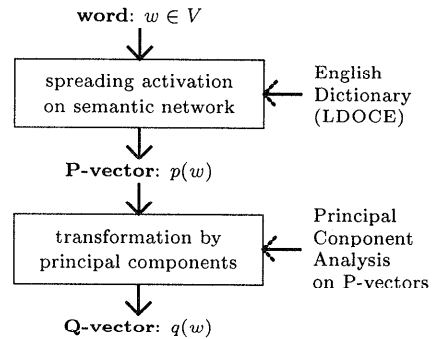 word: w ∈ V
spreading activation
on semantic network
English
Dictionary
(LDOCE)
P-vector: p(w)
transformation by
principal components
Principal
Conponent
Analysis
on P-vectors
Q-vector: q(w)